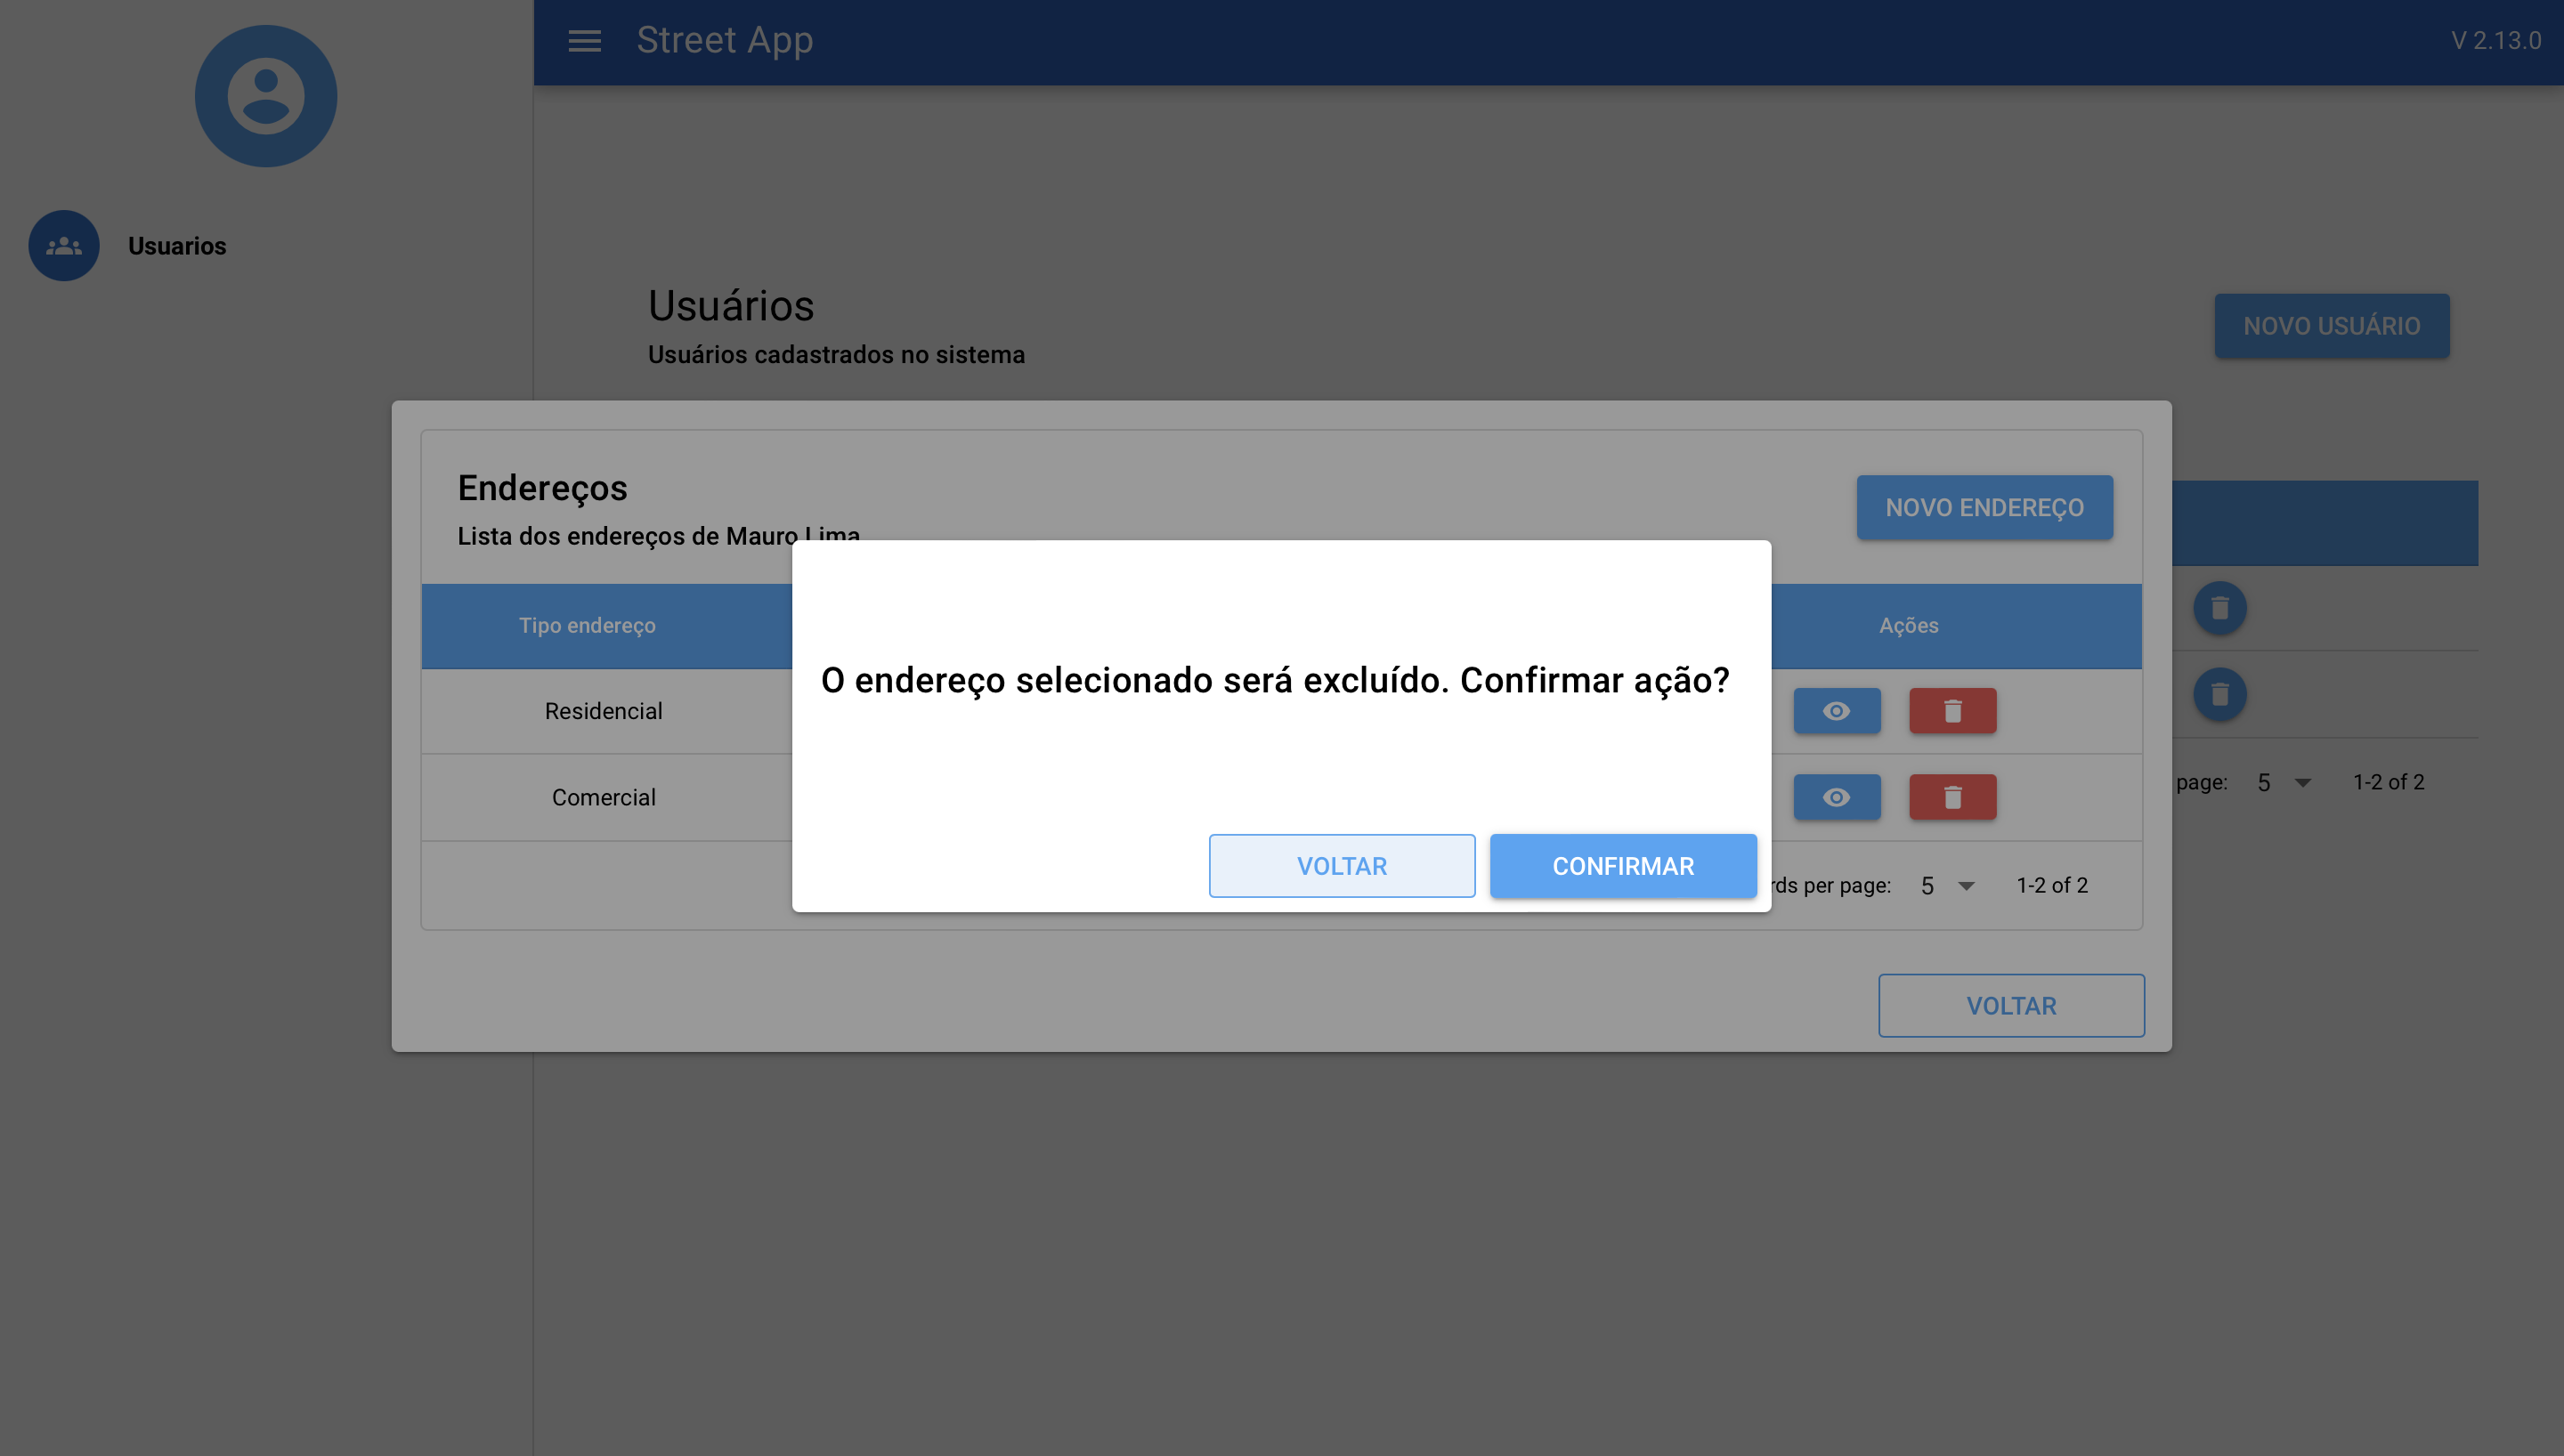 Street App
V 2.13.0
Usuarios
Usuários
Usuários cadastrados no sistema
NOVO USUÁRIO
Endereços
Lista dos endereços de Mauro Lima
NOVO ENDEREÇO
Tipo endereço
Ações
O endereço selecionado será excluído. Confirmar ação?
Residencial
Comercial
VOLTAR
CONFIRMAR
page: 5 1-2 of 2
per page: 5 1-2 of 2
VOLTAR